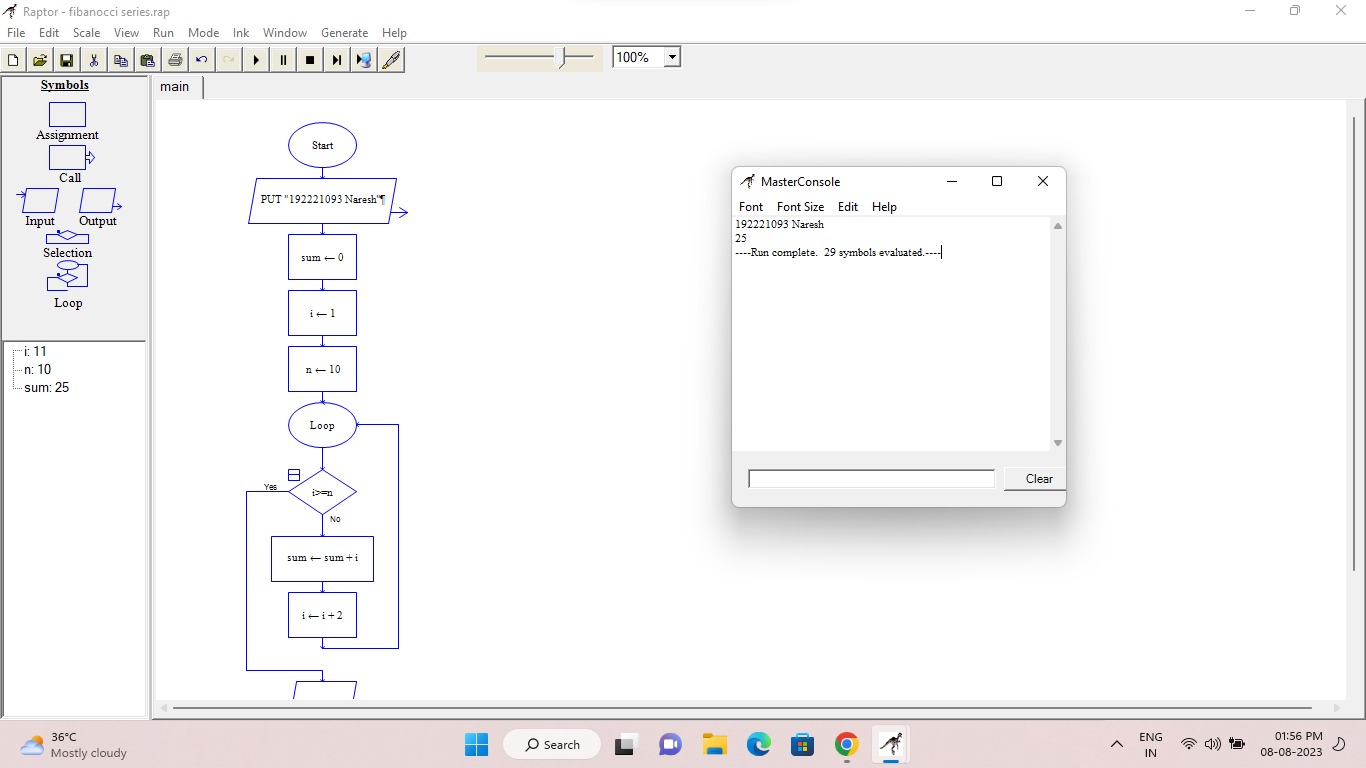 Raptor - fibanocci series.rap
File Edit Scale View Run Mode Ink Window Generate Help
100%
Symbols
Assignment
Call
Input Output
Selection
Loop
i: 11
n: 10
sum: 25
main
Start
PUT "192221093 Naresh"¶
sum ← 0
i ← 1
n ← 10
Loop
Yes
i>=n
No
sum ← sum + i
i ← i + 2
MasterConsole
Font Font Size Edit Help
192221093 Naresh
25
----Run complete.  29 symbols evaluated.----
Clear
36°C
Mostly cloudy
Search
ENG
IN
01:56 PM
08-08-2023